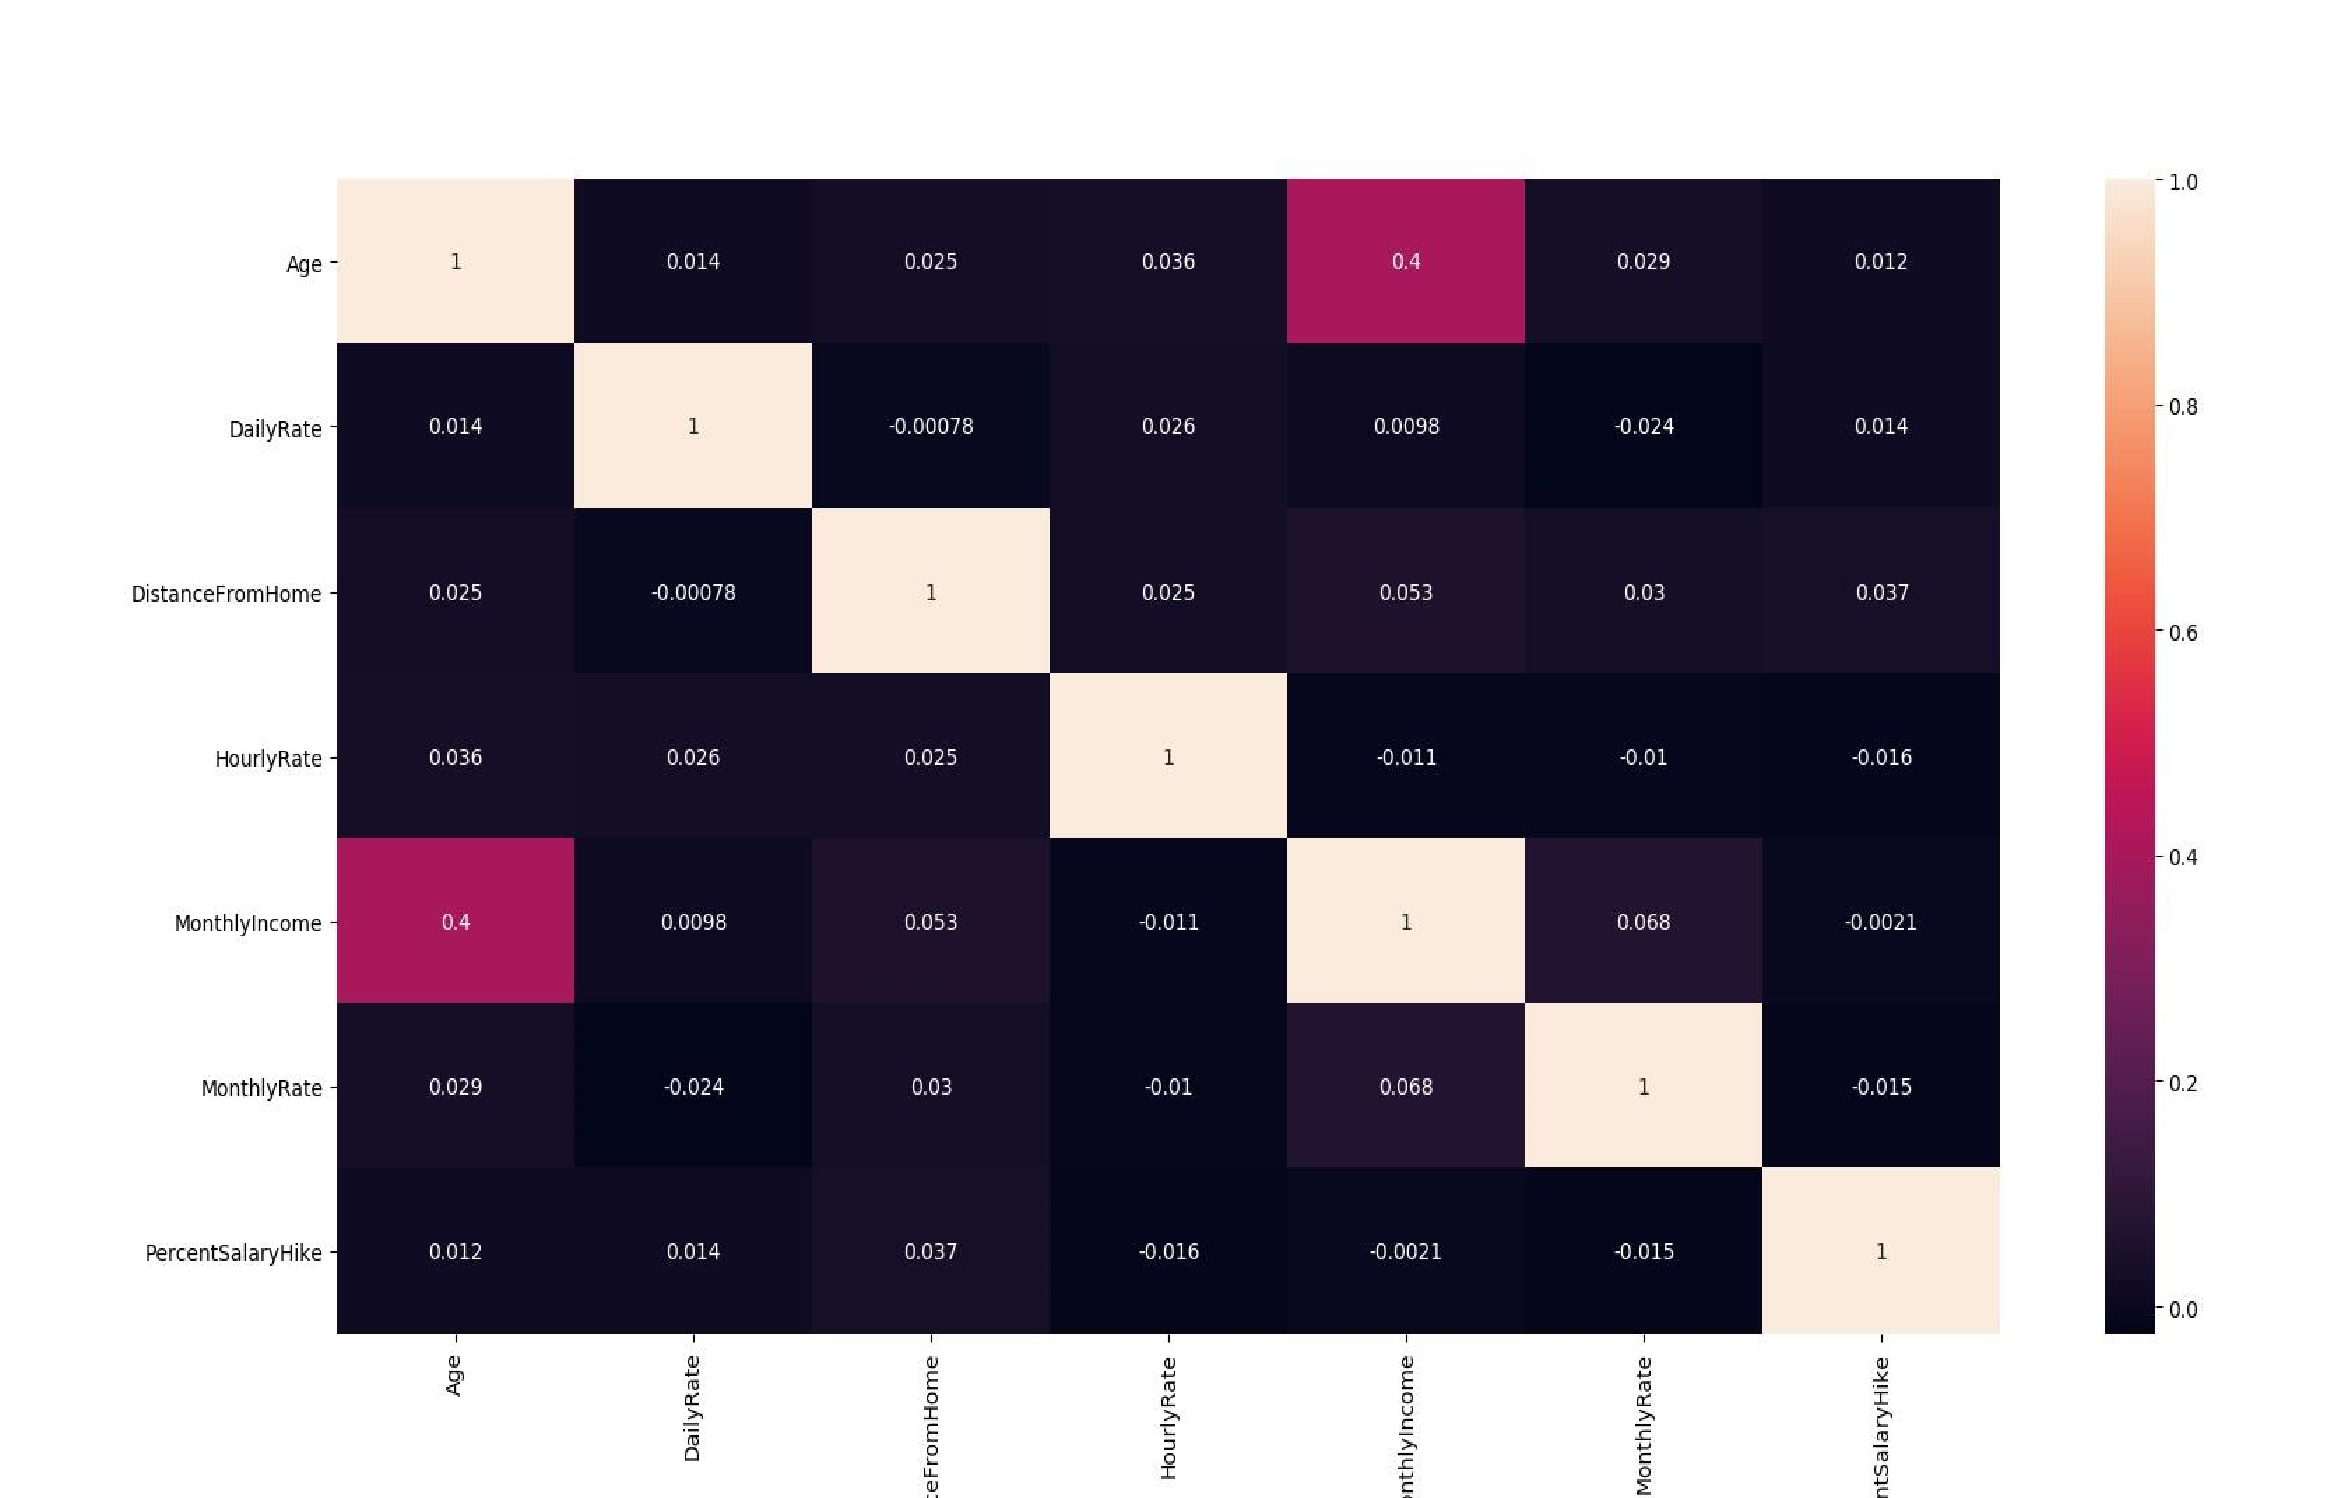 Age 1 0.014 0.025 0.036 0.4 0.029 0.012
DailyRate 0.014 1 -0.00078 0.026 0.0098 -0.024 0.014
DistanceFromHome 0.025 -0.00078 1 0.025 0.053 0.03 0.037
HourlyRate 0.036 0.026 0.025 1 -0.011 -0.01 -0.016
MonthlyIncome 0.4 0.0098 0.053 -0.011 1 0.068 -0.0021
MonthlyRate 0.029 -0.024 0.03 -0.01 0.068 1 -0.015
PercentSalaryHike 0.012 0.014 0.037 -0.016 -0.0021 -0.015 1
Age
DailyRate
ceFromHome
HourlyRate
onthlyIncome
MonthlyRate
ntSalaryHike
1.0
0.8
0.6
0.4
0.2
0.0